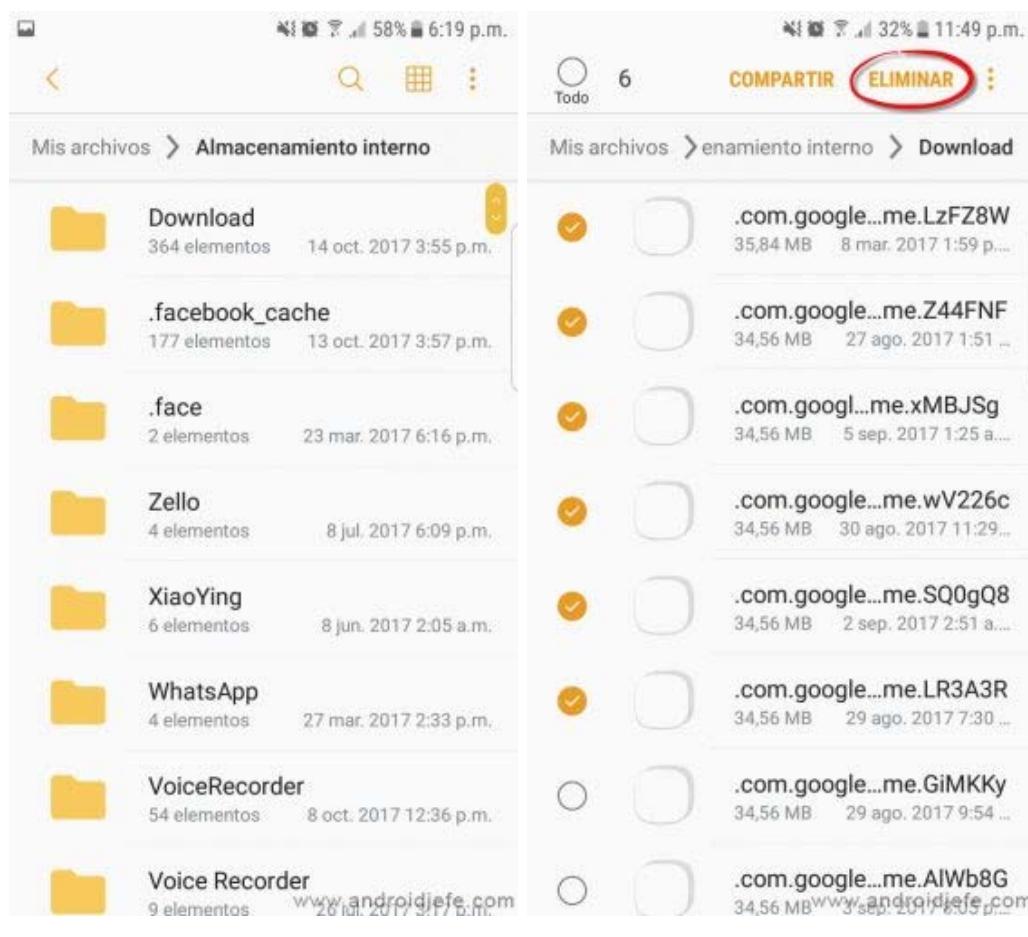 58% 6:19 p.m.
Mis archivos > Almacenamiento interno
Download
364 elementos 14 oct. 2017 3:55 p.m.
.facebook_cache
177 elementos 13 oct. 2017 3:57 p.m.
.face
2 elementos 23 mar. 2017 6:16 p.m.
Zello
4 elementos 8 jul. 2017 6:09 p.m.
XiaoYing
6 elementos 8 jun. 2017 2:05 a.m.
WhatsApp
4 elementos 27 mar. 2017 2:33 p.m.
VoiceRecorder
54 elementos 8 oct. 2017 12:36 p.m.
Voice Recorder
9 elementos
www.androidjefe.com
32% 11:49 p.m.
Todo 6 COMPARTIR ELIMINAR
Mis archivos > enamiento interno > Download
.com.google...me.LzFZ8W
35,84 MB 8 mar. 2017 1:59 p....
.com.google...me.Z44FNF
34,56 MB 27 ago. 2017 1:51 ...
.com.googl...me.xMBJSg
34,56 MB 5 sep. 2017 1:25 a....
.com.google...me.wV226c
34,56 MB 30 ago. 2017 11:29...
.com.google...me.SQ0gQ8
34,56 MB 2 sep. 2017 2:51 a....
.com.google...me.LR3A3R
34,56 MB 29 ago. 2017 7:30 ...
.com.google...me.GiMKKy
34,56 MB 29 ago. 2017 9:54 ...
.com.google...me.AlWb8G
34,56 MB
www.androidjefe.com